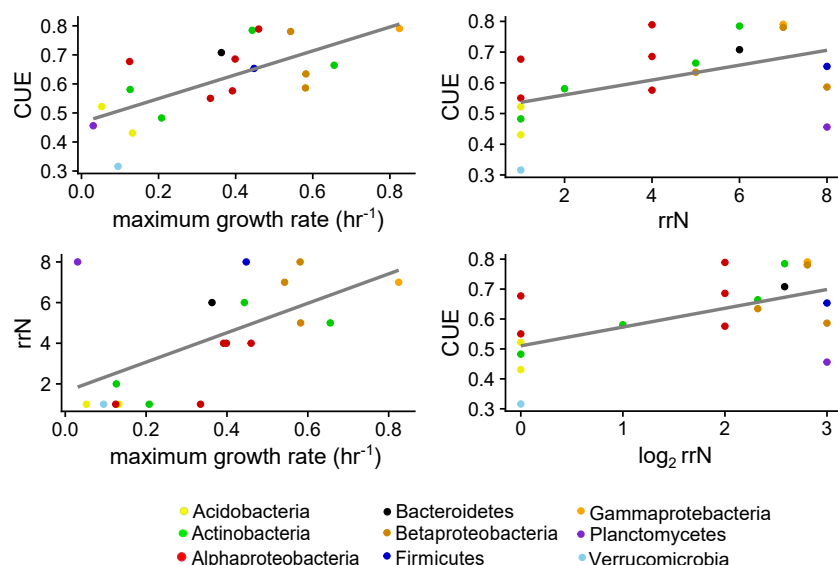 0.8
0.7
0.6
0.5
0.4
0.3
CUE
0.0 0.2 0.4 0.6 0.8
maximum growth rate (hr⁻¹)
0.8
0.7
0.6
0.5
0.4
0.3
CUE
2 4 6 8
rrN
8
6
4
2
rrN
0.0 0.2 0.4 0.6 0.8
maximum growth rate (hr⁻¹)
0.8
0.7
0.6
0.5
0.4
0.3
CUE
0 1 2 3
log₂ rrN
Acidobacteria Bacteroidetes Gammaprotebacteria
Actinobacteria Betaproteobacteria Planctomycetes
Alphaproteobacteria Firmicutes Verrucomicrobia